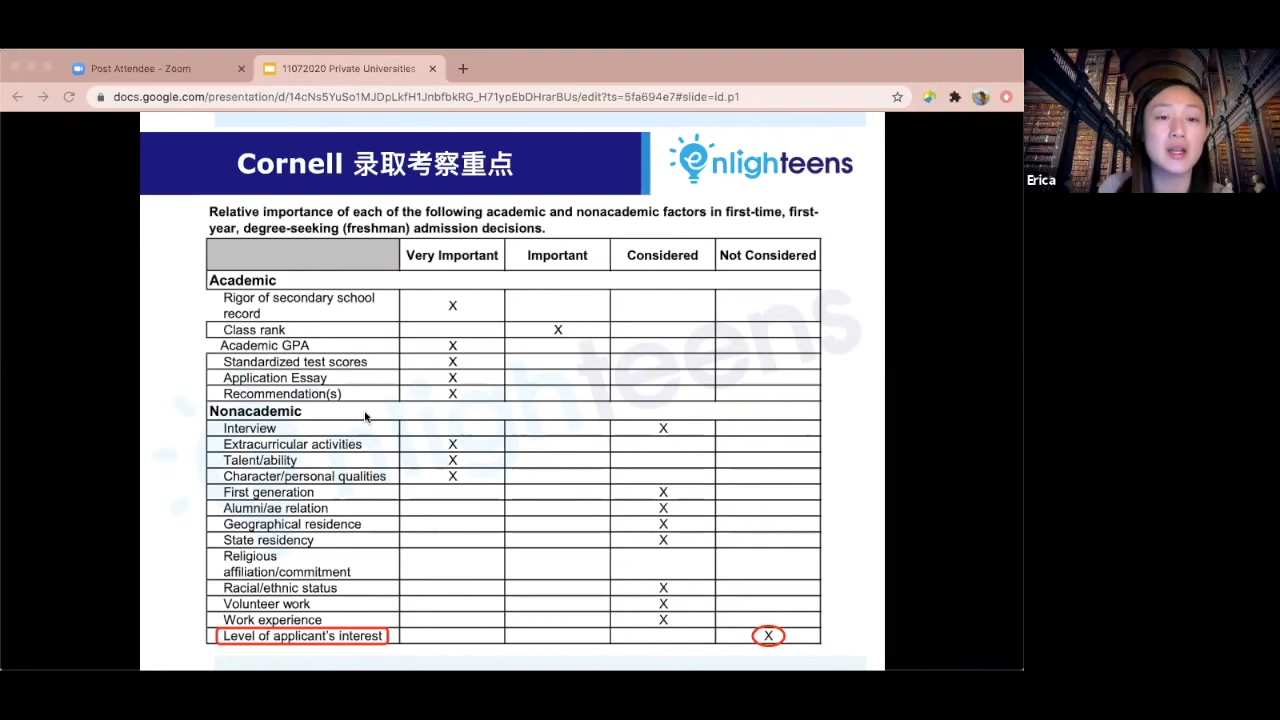 Post Attendee - Zoom
11072020 Private Universities
docs.google.com/presentation/d/14cNs5YuSo1MJDpLkfH1JnbfbkRG_H71ypEbDHrarBUs/edit?ts=5fa694e7#slide=id.p1
Erica
Cornell 录取考察重点
enlighteens
Relative importance of each of the following academic and nonacademic factors in first-time, first-
year, degree-seeking (freshman) admission decisions.
Very Important Important Considered Not Considered
Academic
Rigor of secondary school
record X
Class rank X
Academic GPA X
Standardized test scores X
Application Essay X
Recommendation(s) X
Nonacademic
Interview X
Extracurricular activities X
Talent/ability X
Character/personal qualities X
First generation X
Alumni/ae relation X
Geographical residence X
State residency X
Religious
affiliation/commitment
Racial/ethnic status X
Volunteer work X
Work experience X
Level of applicant's interest X
enlighteens